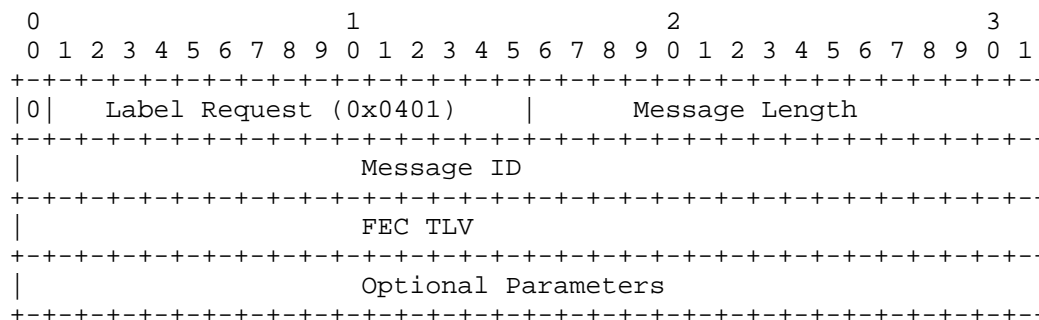 0                   1                   2                   3
 0 1 2 3 4 5 6 7 8 9 0 1 2 3 4 5 6 7 8 9 0 1 2 3 4 5 6 7 8 9 0 1
+-+-+-+-+-+-+-+-+-+-+-+-+-+-+-+-+-+-+-+-+-+-+-+-+-+-+-+-+-+-+-+--
|0|   Label Request (0x0401)    |      Message Length
+-+-+-+-+-+-+-+-+-+-+-+-+-+-+-+-+-+-+-+-+-+-+-+-+-+-+-+-+-+-+-+--
|                     Message ID
+-+-+-+-+-+-+-+-+-+-+-+-+-+-+-+-+-+-+-+-+-+-+-+-+-+-+-+-+-+-+-+--
|                     FEC TLV
+-+-+-+-+-+-+-+-+-+-+-+-+-+-+-+-+-+-+-+-+-+-+-+-+-+-+-+-+-+-+-+--
|                     Optional Parameters
+-+-+-+-+-+-+-+-+-+-+-+-+-+-+-+-+-+-+-+-+-+-+-+-+-+-+-+-+-+-+-+--